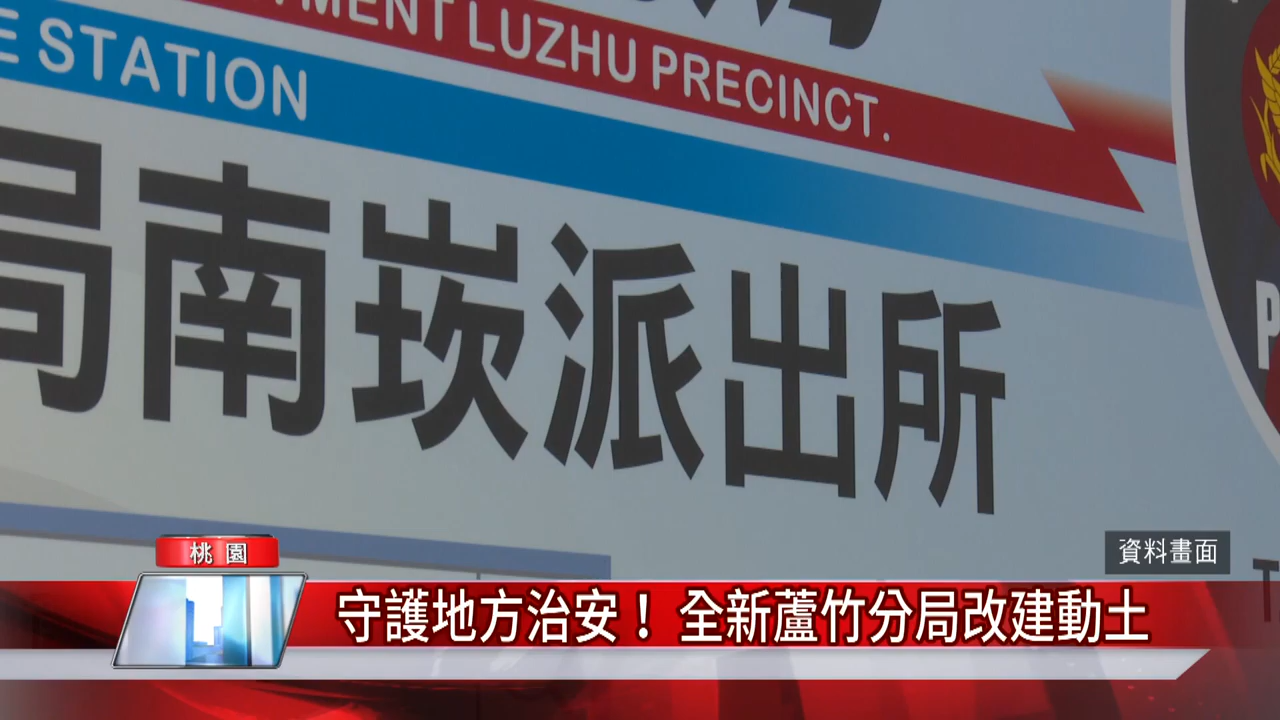 MENT LUZHU PRECINCT.
E STATION
局南崁派出所
資料畫面
桃園
守護地方治安！全新蘆竹分局改建動土